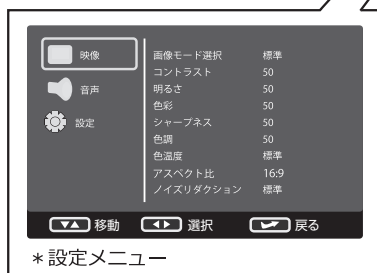 映像
音声
設定
画像モード選択 標準
コントラスト 50
明るさ 50
色彩 50
シャープネス 50
色調 50
色温度 標準
アスペクト比 16:9
ノイズリダクション 標準
▼▲ 移動 ◀▶ 選択 戻る
*設定メニュー